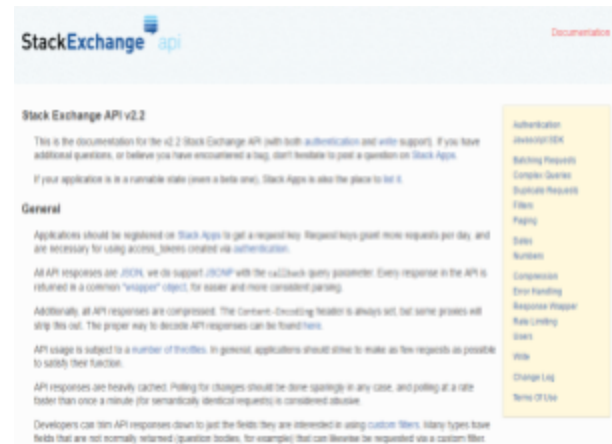 StackExchange api
Documentation
Stack Exchange API v2.2
This is the documentation for the v2.2 Stack Exchange API (with both authentication and write support). If you have
additional questions, or believe you have encountered a bug, don't hesitate to post a question on Stack Apps.
If your application is in a runnable state (even a beta one), Stack Apps is also the place to list it.
General
Applications should be registered on Stack Apps to get a request key. Request keys grant more requests per day, and
are necessary for using access_tokens created via authentication.
All API responses are JSON, we do support JSONP with the callback query parameter. Every response in the API is
returned in a common "wrapper" object, for easier and more consistent parsing.
Additionally, all API responses are compressed. The Content-Encoding header is always set, but some proxies will
strip this out. The proper way to decode API responses can be found here.
API usage is subject to a number of throttles. In general, applications should strive to make as few requests as possible
to satisfy their function.
API responses are heavily cached. Polling for changes should be done sparingly in any case, and polling at a rate
faster than once a minute (for semantically identical requests) is considered abusive.
Developers can trim API responses down to just the fields they are interested in using custom filters. Many types have
fields that are not normally returned (question bodies, for example) that can likewise be requested via a custom filter.
Authentication
Javascript SDK
Batching Requests
Complex Queries
Duplicate Requests
Filters
Paging
Dates
Numbers
Compression
Error Handling
Response Wrapper
Rate Limiting
Users
Write
Change Log
Terms Of Use